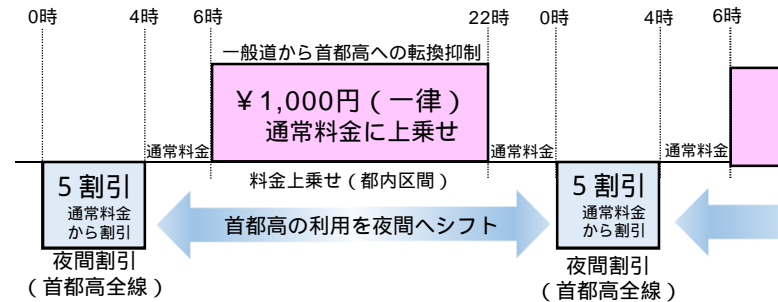 0時 4時 6時 22時 0時 4時 6時
一般道から首都高への転換抑制
￥1,000円（一律）
通常料金に上乗せ
通常料金 通常料金 通常料金
料金上乗せ（都内区間）
５割引 ５割引
通常料金 通常料金
から割引 から割引
首都高の利用を夜間へシフト
夜間割引 夜間割引
（首都高全線） （首都高全線）